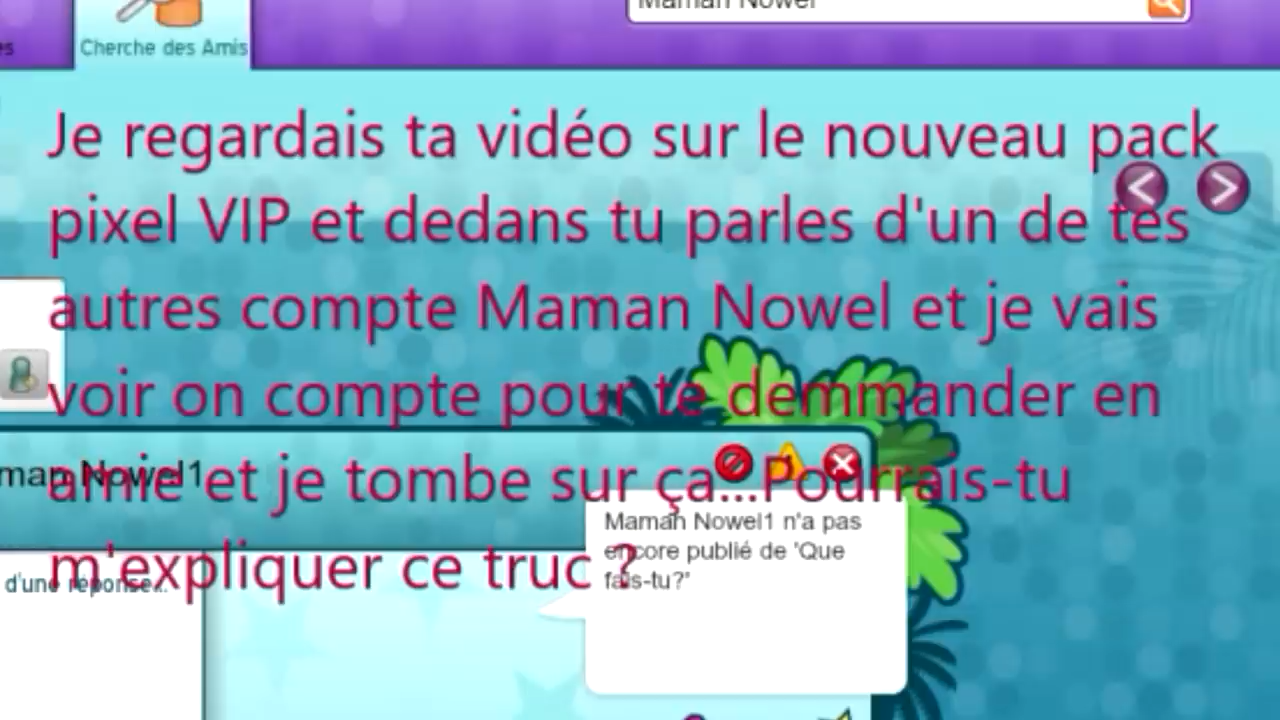 Maman Nowel
es
Cherche des Amis
Je regardais ta vidéo sur le nouveau pack
pixel VIP et dedans tu parles d'un de tes
autres compte Maman Nowel et je vais
voir on compte pour te demmander en
amie et je tombe sur ça...Pourrais-tu
m'expliquer ce truc ?
man Nowel1
Maman Nowel1 n'a pas
encore publié de 'Que
fais-tu?'
d'une reponse...